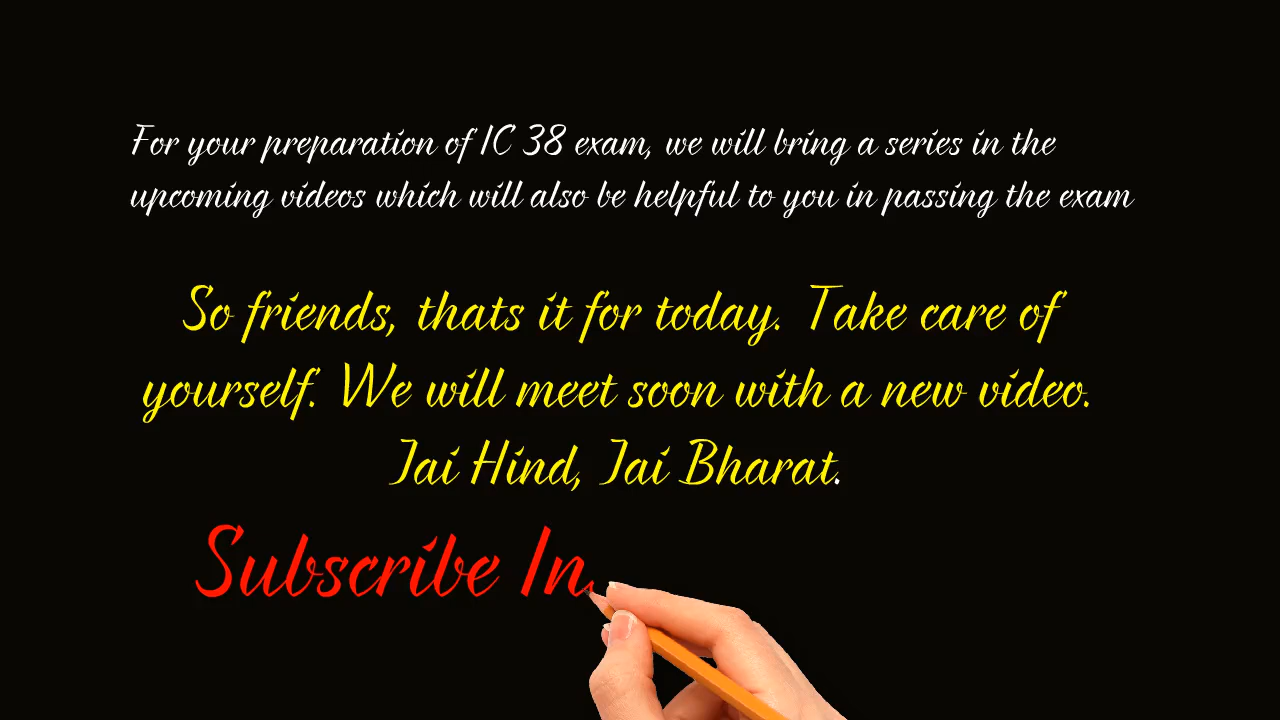 For your preparation of IC 38 exam, we will bring a series in the
upcoming videos which will also be helpful to you in passing the exam
So friends, thats it for today. Take care of
yourself. We will meet soon with a new video.
Jai Hind, Jai Bharat.
Subscribe In